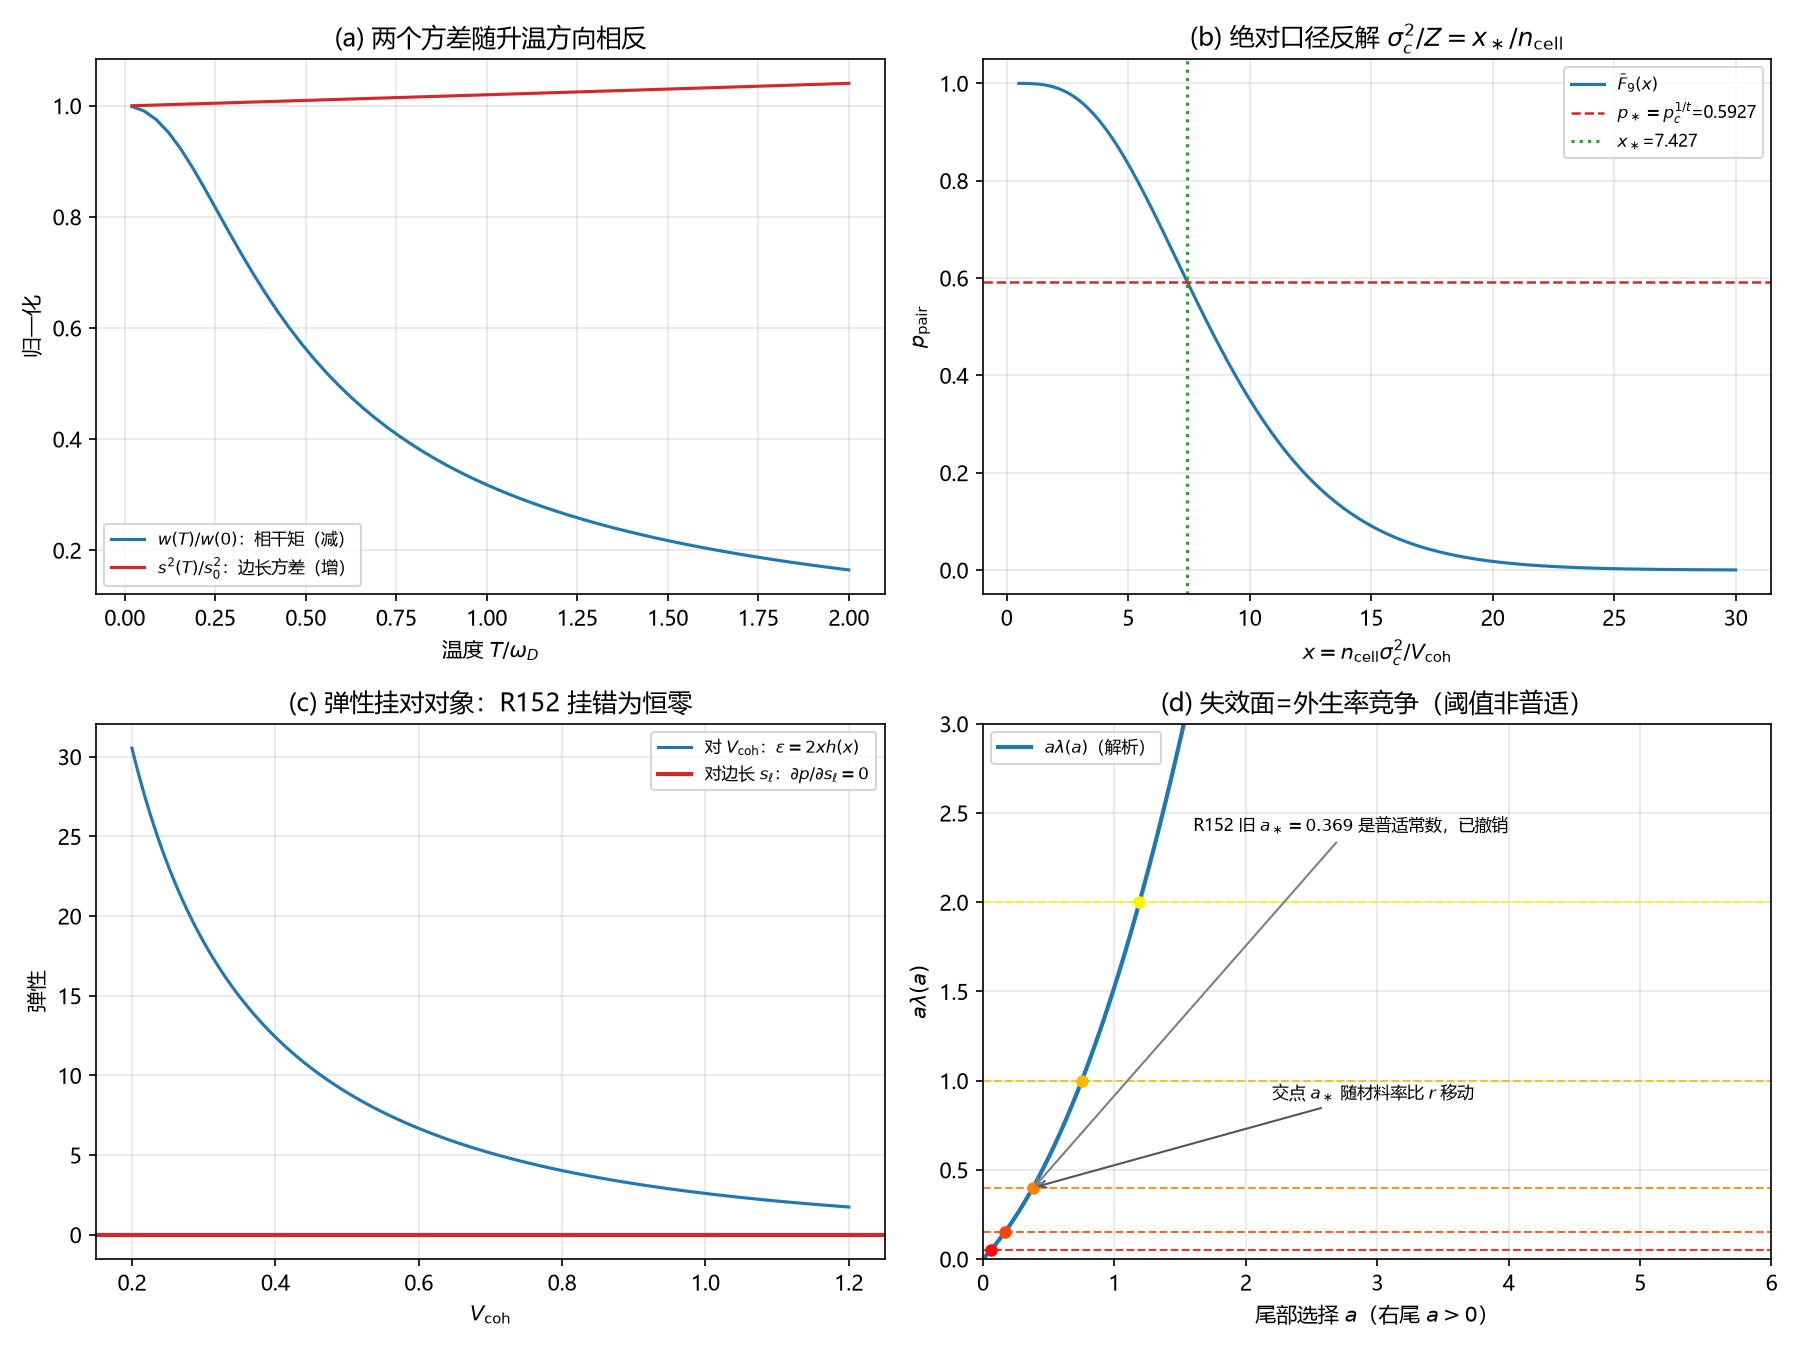 (a) 两个方差随升温方向相反
归一化
1.0
0.8
0.6
0.4
0.2
w(T)/w(0)：相干矩（减）
s²(T)/s₀²：边长方差（增）
0.00 0.25 0.50 0.75 1.00 1.25 1.50 1.75 2.00
温度 T/ω_D
(b) 绝对口径反解 σ_c²/Z = x_*/n_cell
p_pair
1.0
0.8
0.6
0.4
0.2
0.0
F̄₉(x)
p_* = p_c^{1/t}=0.5927
x_*=7.427
0 5 10 15 20 25 30
x = n_cell σ_c²/V_coh
(c) 弹性挂对对象：R152 挂错为恒零
弹性
30
25
20
15
10
5
0
对 V_coh：ε = 2xh(x)
对边长 s_ℓ：∂p/∂s_ℓ = 0
0.2 0.4 0.6 0.8 1.0 1.2
V_coh
(d) 失效面=外生率竞争（阈值非普适）
aλ(a)
3.0
2.5
2.0
1.5
1.0
0.5
0.0
aλ(a)（解析）
R152 旧 a_* = 0.369 是普适常数，已撤销
交点 a_* 随材料率比 r 移动
0 1 2 3 4 5 6
尾部选择 a（右尾 a > 0）